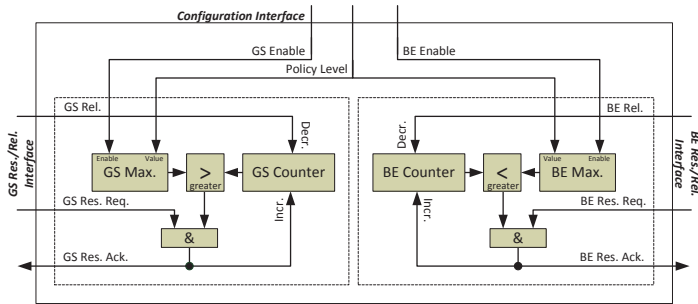 Configuration Interface
GS Enable
BE Enable
Policy Level
GS Rel.
BE Rel.
GS Res./Rel.
Interface
Decr.
Decr.
BE Res./Rel.
Interface
Enable
Value
GS Max.
>
greater
GS Counter
BE Counter
<
greater
Value
Enable
BE Max.
GS Res. Req.
Incr.
Incr.
BE Res. Req.
&
&
GS Res. Ack.
BE Res. Ack.